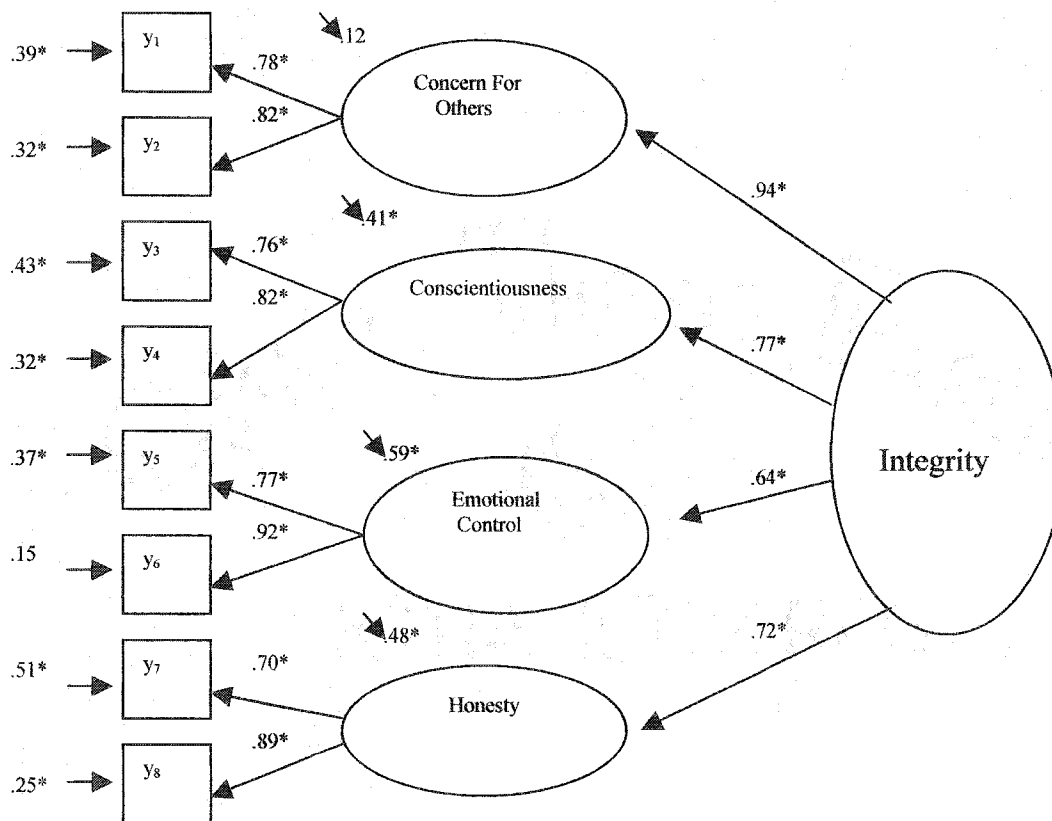 .39*
y₁
.78*
.12
Concern For
Others
.82*
.32*
y₂
.94*
.41*
.43*
y₃
.76*
Conscientiousness
.82*
.32*
y₄
.77*
.59*
.37*
y₅
.77*
Emotional
Control
.64*
Integrity
.92*
.15
y₆
.48*
.72*
.51*
y₇
.70*
Honesty
.89*
.25*
y₈